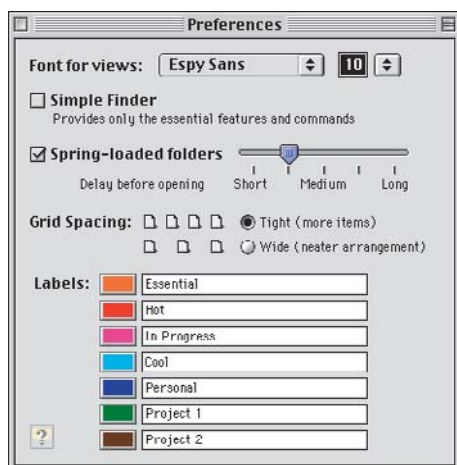 Preferences
Font for views: Espy Sans 10
Simple Finder
Provides only the essential features and commands
Spring-loaded folders
Delay before opening Short Medium Long
Grid Spacing: Tight (more items)
Wide (neater arrangement)
Labels: Essential
Hot
In Progress
Cool
Personal
Project 1
? Project 2